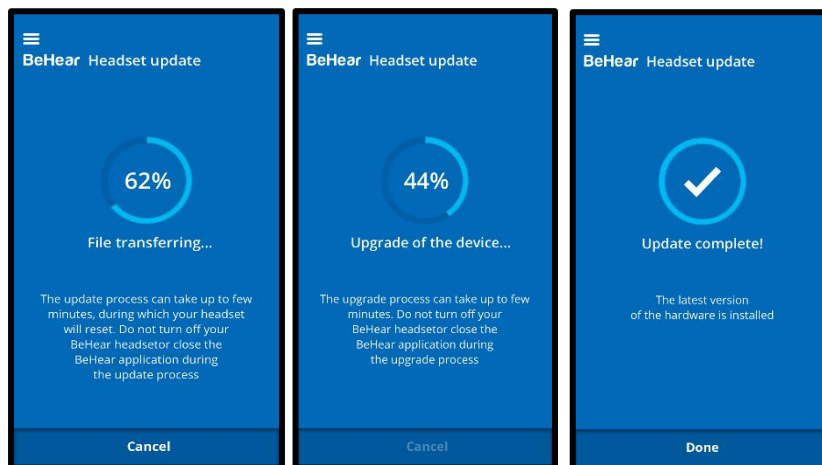 BeHear Headset update
62%
File transferring...
The update process can take up to few
minutes, during which your headset
will reset. Do not turn off your
BeHear headsetor close the
BeHear application during
the update process
Cancel
BeHear Headset update
44%
Upgrade of the device...
The upgrade process can take up to few
minutes. Do not turn off your
BeHear headsetor close the
BeHear application during
the upgrade process
Cancel
BeHear Headset update
Update complete!
The latest version
of the hardware is installed
Done